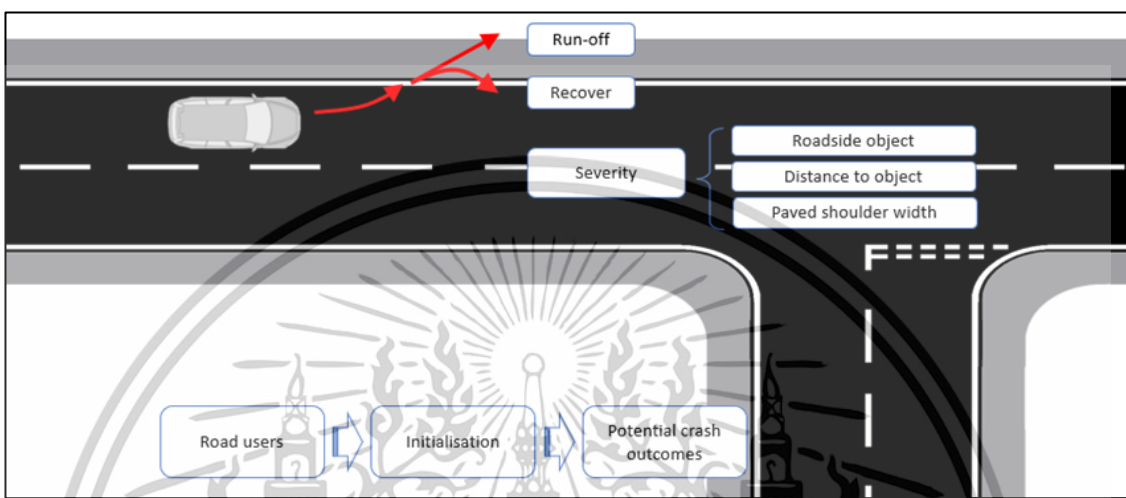 Run-off
Recover
Severity
Roadside object
Distance to object
Paved shoulder width
Road users
Initialisation
Potential crash
outcomes